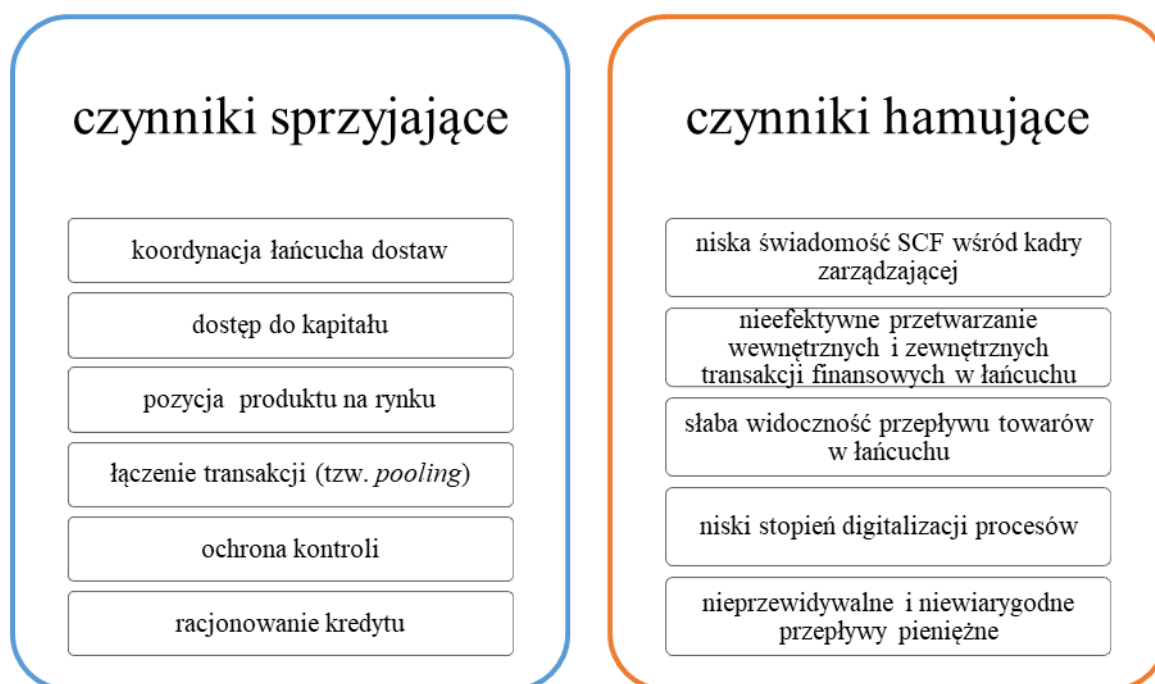 czynniki sprzyjające
koordynacja łańcucha dostaw
dostęp do kapitału
pozycja produktu na rynku
łączenie transakcji (tzw. pooling)
ochrona kontroli
racjonowanie kredytu
czynniki hamujące
niska świadomość SCF wśród kadry
zarządzającej
nieefektywne przetwarzanie
wewnętrznych i zewnętrznych
transakcji finansowych w łańcuchu
słaba widoczność przepływu towarów
w łańcuchu
niski stopień digitalizacji procesów
nieprzewidywalne i niewiarygodne
przepływy pieniężne